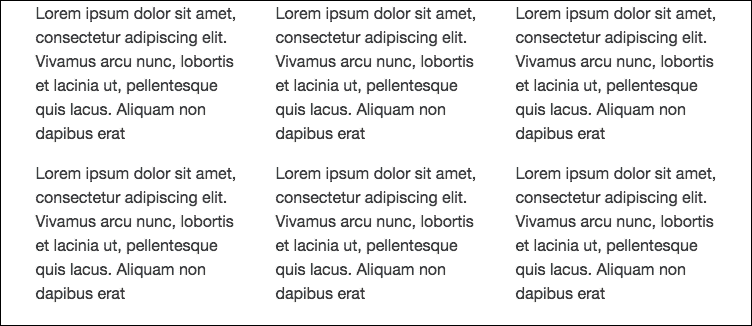 Lorem ipsum dolor sit amet,
consectetur adipiscing elit.
Vivamus arcu nunc, lobortis
et lacinia ut, pellentesque
quis lacus. Aliquam non
dapibus erat
Lorem ipsum dolor sit amet,
consectetur adipiscing elit.
Vivamus arcu nunc, lobortis
et lacinia ut, pellentesque
quis lacus. Aliquam non
dapibus erat
Lorem ipsum dolor sit amet,
consectetur adipiscing elit.
Vivamus arcu nunc, lobortis
et lacinia ut, pellentesque
quis lacus. Aliquam non
dapibus erat
Lorem ipsum dolor sit amet,
consectetur adipiscing elit.
Vivamus arcu nunc, lobortis
et lacinia ut, pellentesque
quis lacus. Aliquam non
dapibus erat
Lorem ipsum dolor sit amet,
consectetur adipiscing elit.
Vivamus arcu nunc, lobortis
et lacinia ut, pellentesque
quis lacus. Aliquam non
dapibus erat
Lorem ipsum dolor sit amet,
consectetur adipiscing elit.
Vivamus arcu nunc, lobortis
et lacinia ut, pellentesque
quis lacus. Aliquam non
dapibus erat